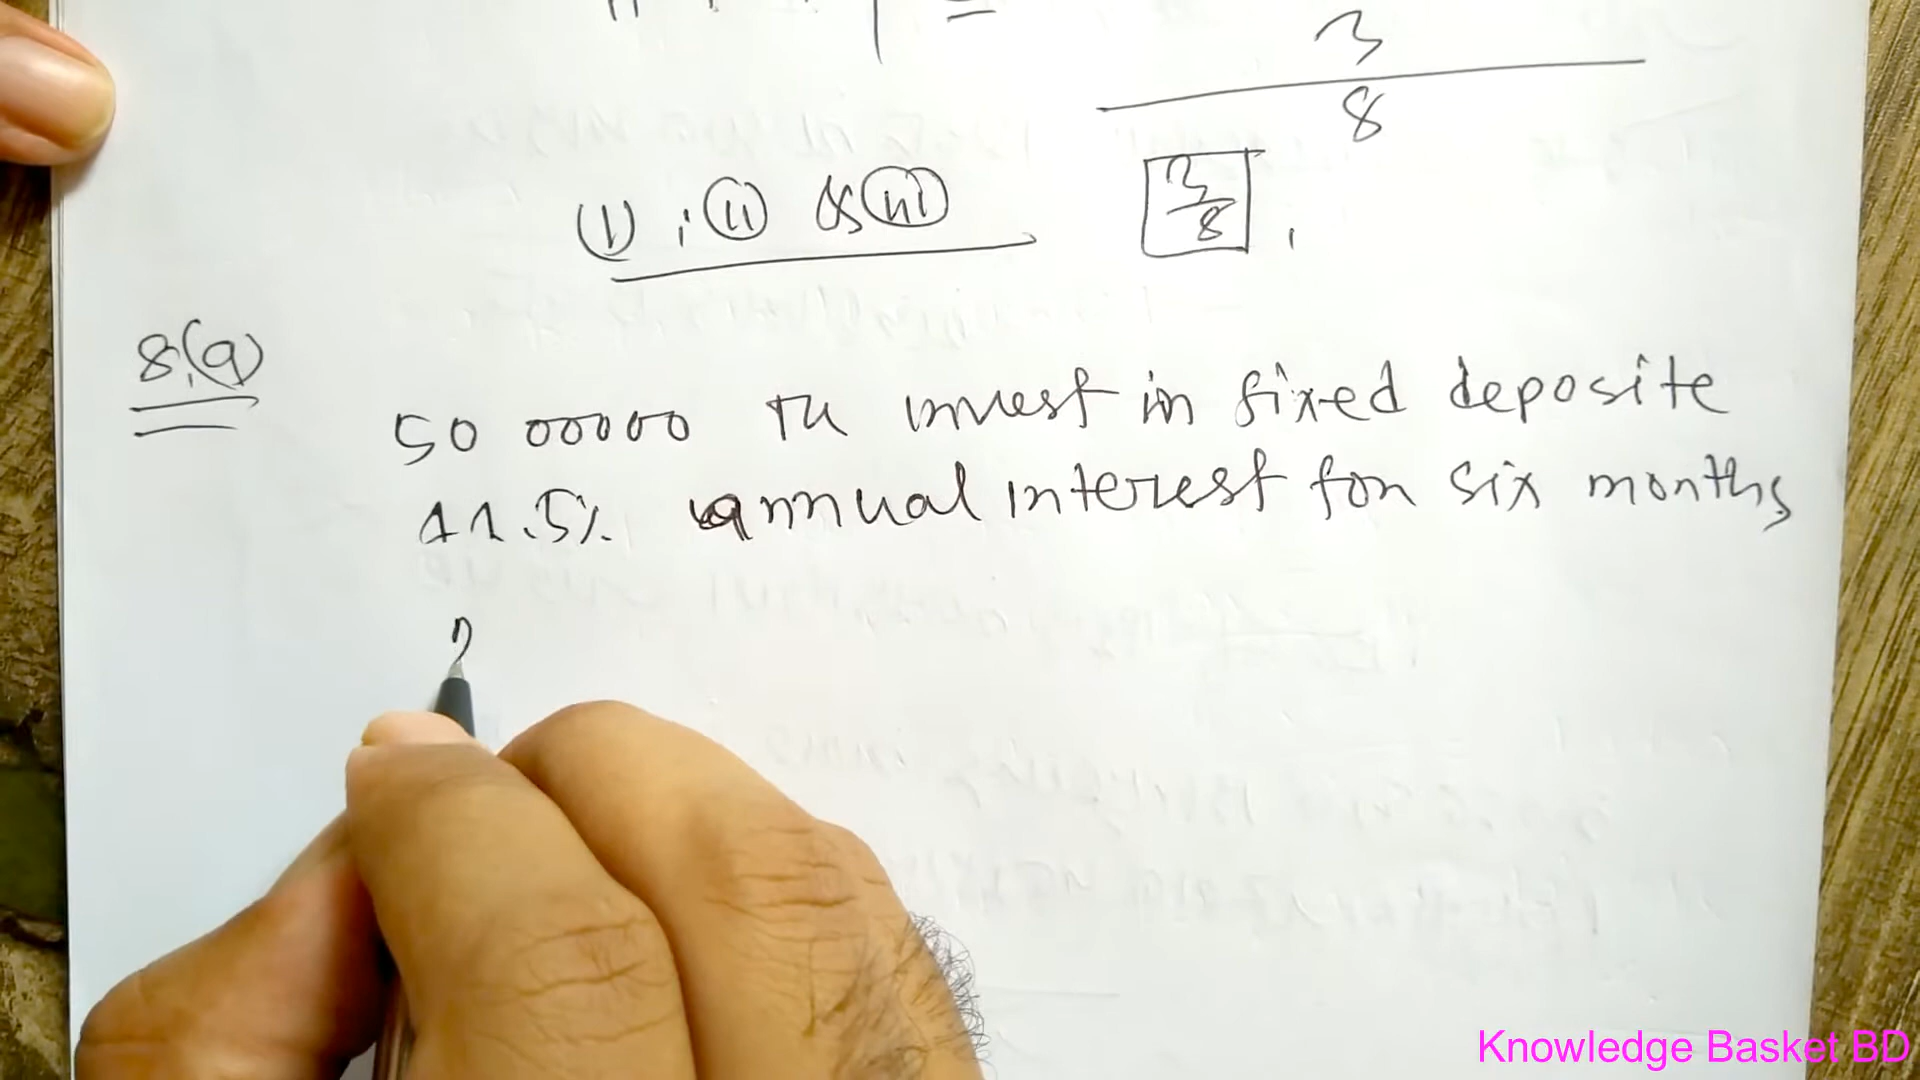 3
8
(i), (ii) & (iii)
3
8
8.(a)
50 00000 TK invest in fixed deposite
11.5% annual interest for six months
Knowledge Basket BD